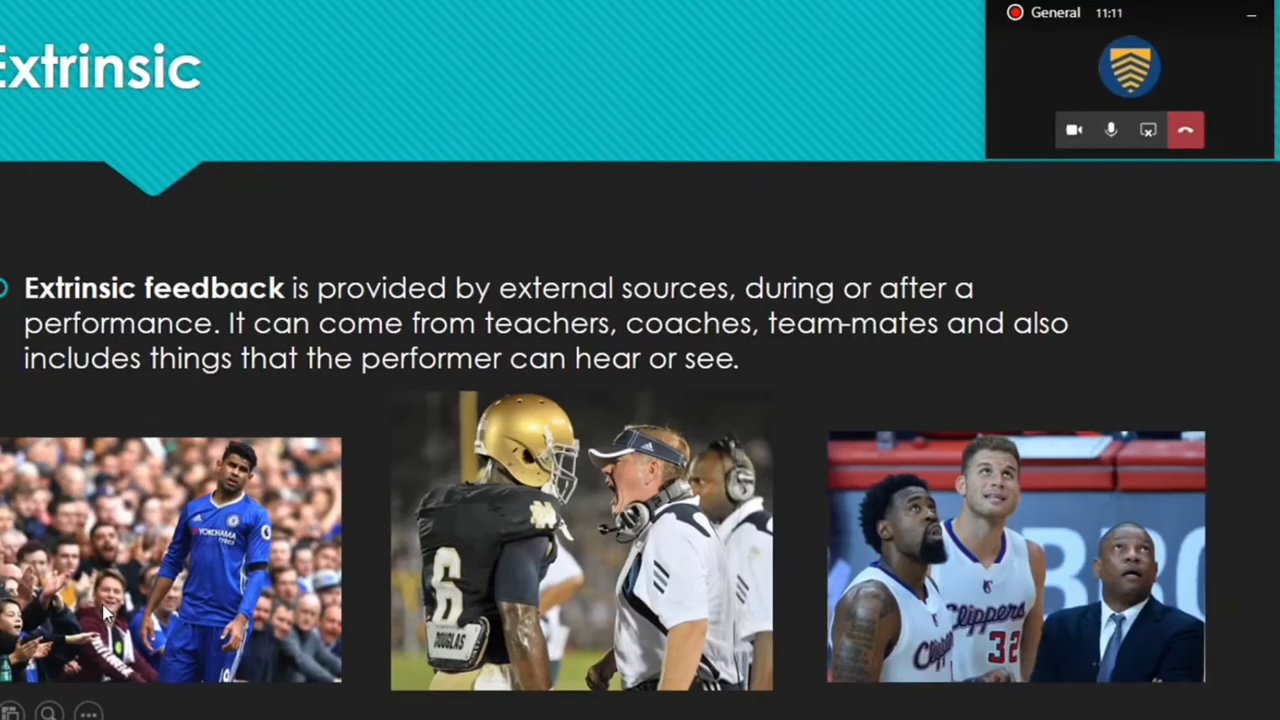 General 11:11
Extrinsic
Extrinsic feedback is provided by external sources, during or after a
performance. It can come from teachers, coaches, team-mates and also
includes things that the performer can hear or see.
YOKOHAMA
TYRES
6
DOUGLAS
Clippers
32